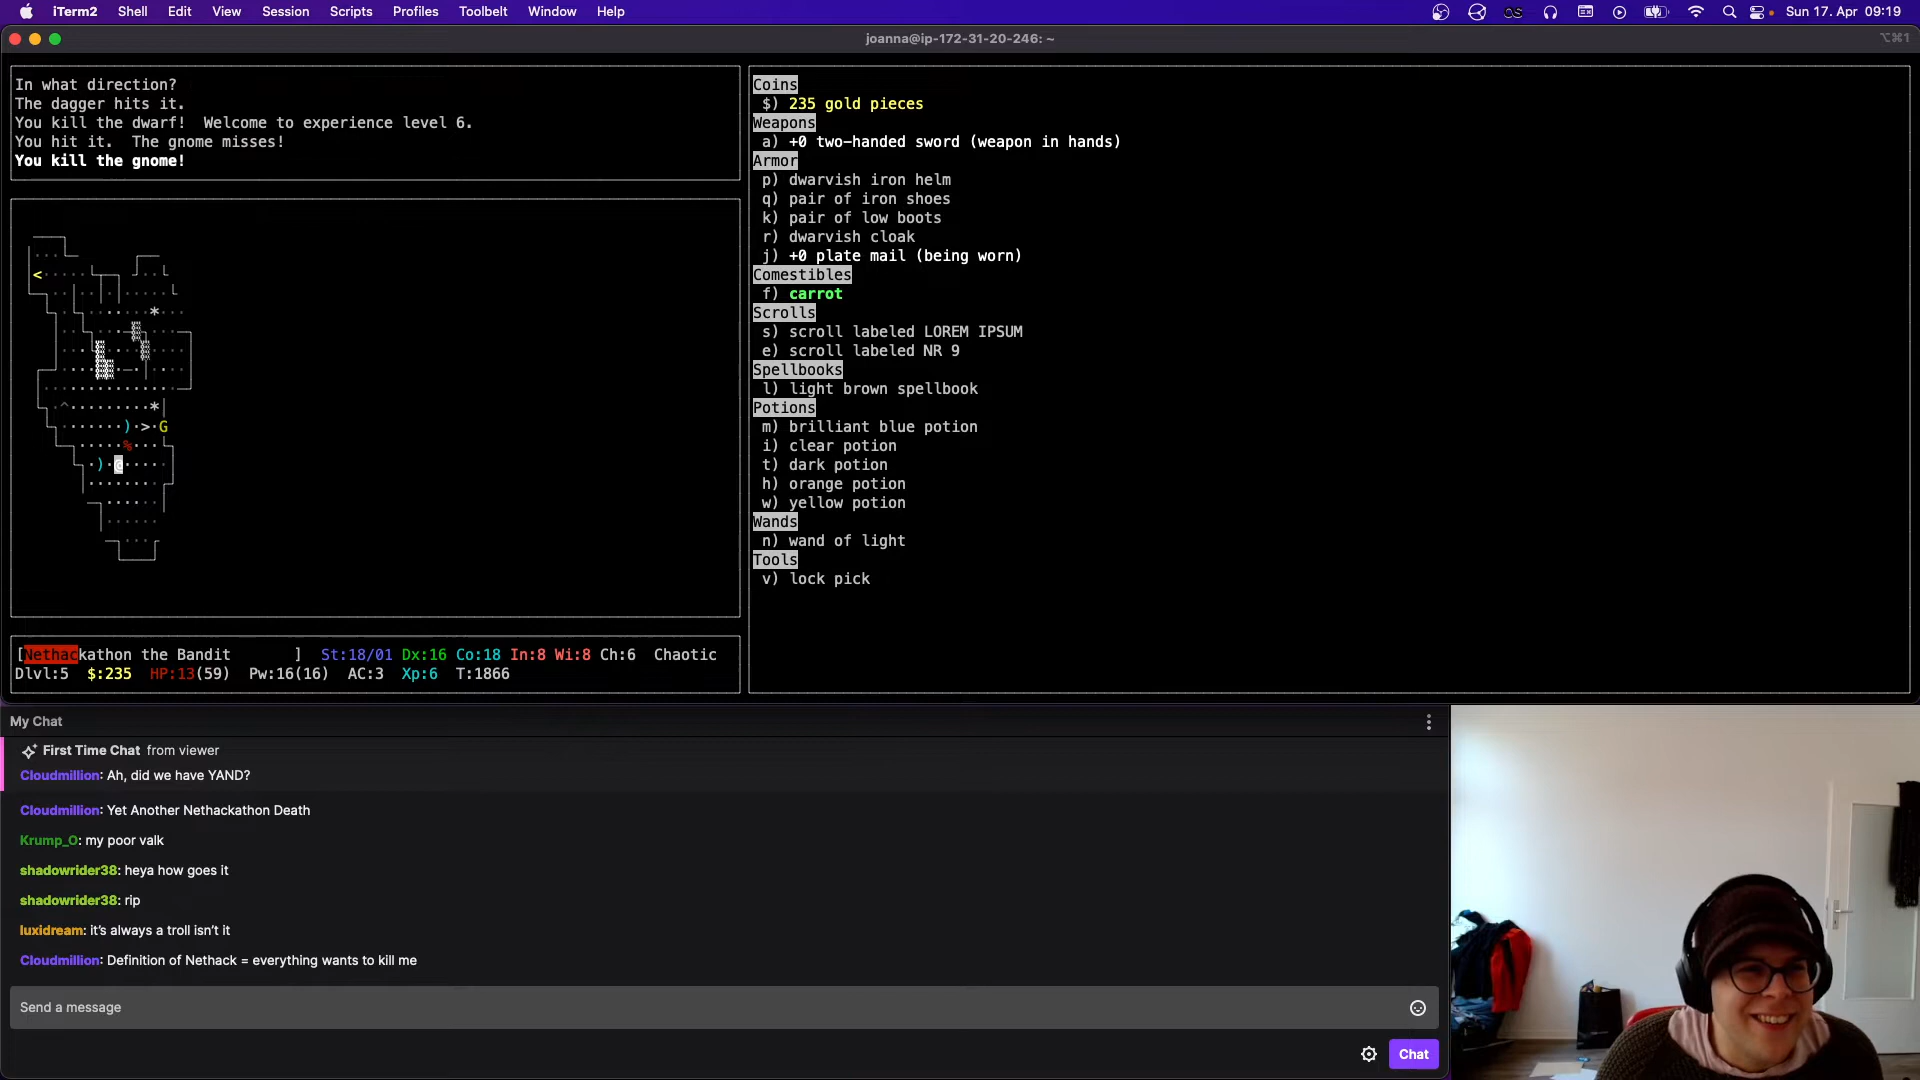 iTerm2 Shell Edit View Session Scripts Profiles Toolbelt Window Help Sun 17. Apr 09:19
joanna@ip-172-31-20-246: ~ ⌥⌘1
In what direction?
The dagger hits it.
You kill the dwarf!  Welcome to experience level 6.
You hit it.  The gnome misses!
You kill the gnome!
[Nethackathon the Bandit ] St:18/01 Dx:16 Co:18 In:8 Wi:8 Ch:6 Chaotic
Dlvl:5 $:235 HP:13(59) Pw:16(16) AC:3 Xp:6 T:1866
Coins
$) 235 gold pieces
Weapons
a) +0 two-handed sword (weapon in hands)
Armor
p) dwarvish iron helm
q) pair of iron shoes
k) pair of low boots
r) dwarvish cloak
j) +0 plate mail (being worn)
Comestibles
f) carrot
Scrolls
s) scroll labeled LOREM IPSUM
e) scroll labeled NR 9
Spellbooks
l) light brown spellbook
Potions
m) brilliant blue potion
i) clear potion
t) dark potion
h) orange potion
w) yellow potion
Wands
n) wand of light
Tools
v) lock pick
My Chat
First Time Chat from viewer
Cloudmillion: Ah, did we have YAND?
Cloudmillion: Yet Another Nethackathon Death
Krump_O: my poor valk
shadowrider38: heya how goes it
shadowrider38: rip
luxidream: it's always a troll isn't it
Cloudmillion: Definition of Nethack = everything wants to kill me
Send a message
Chat